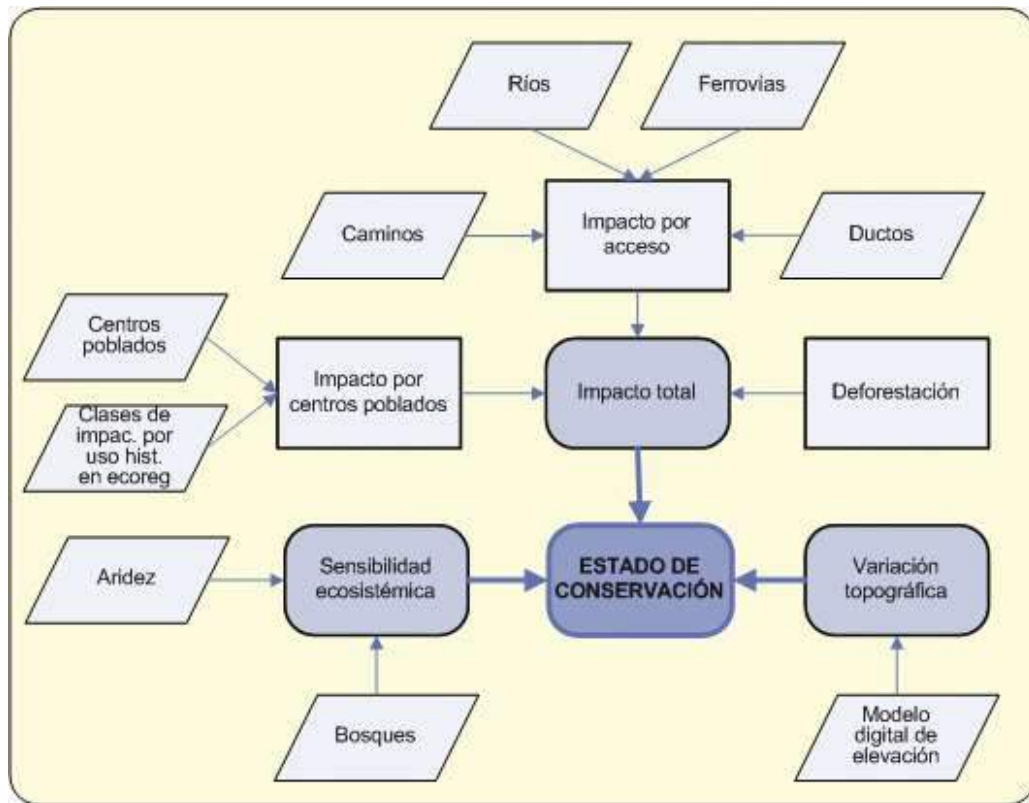 Ríos
Ferrovías
Caminos
Impacto por
acceso
Ductos
Centros
poblados
Impacto por
centros poblados
Impacto total
Deforestación
Clases de
impac. por
uso hist.
en ecoreg
Aridez
Sensibilidad
ecosistémica
ESTADO DE
CONSERVACIÓN
Variación
topográfica
Bosques
Modelo
digital de
elevación